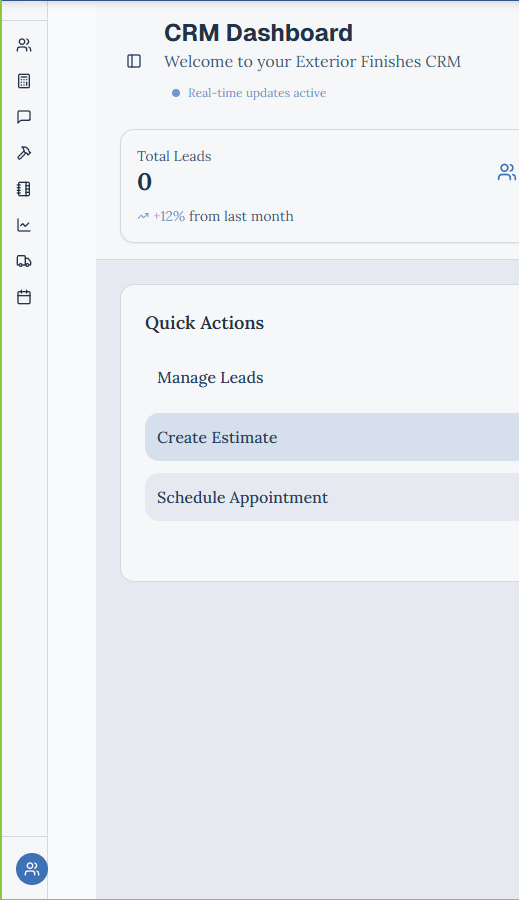 CRM Dashboard
Welcome to your Exterior Finishes CRM
Real-time updates active
Total Leads
0
+12% from last month
Quick Actions
Manage Leads
Create Estimate
Schedule Appointment